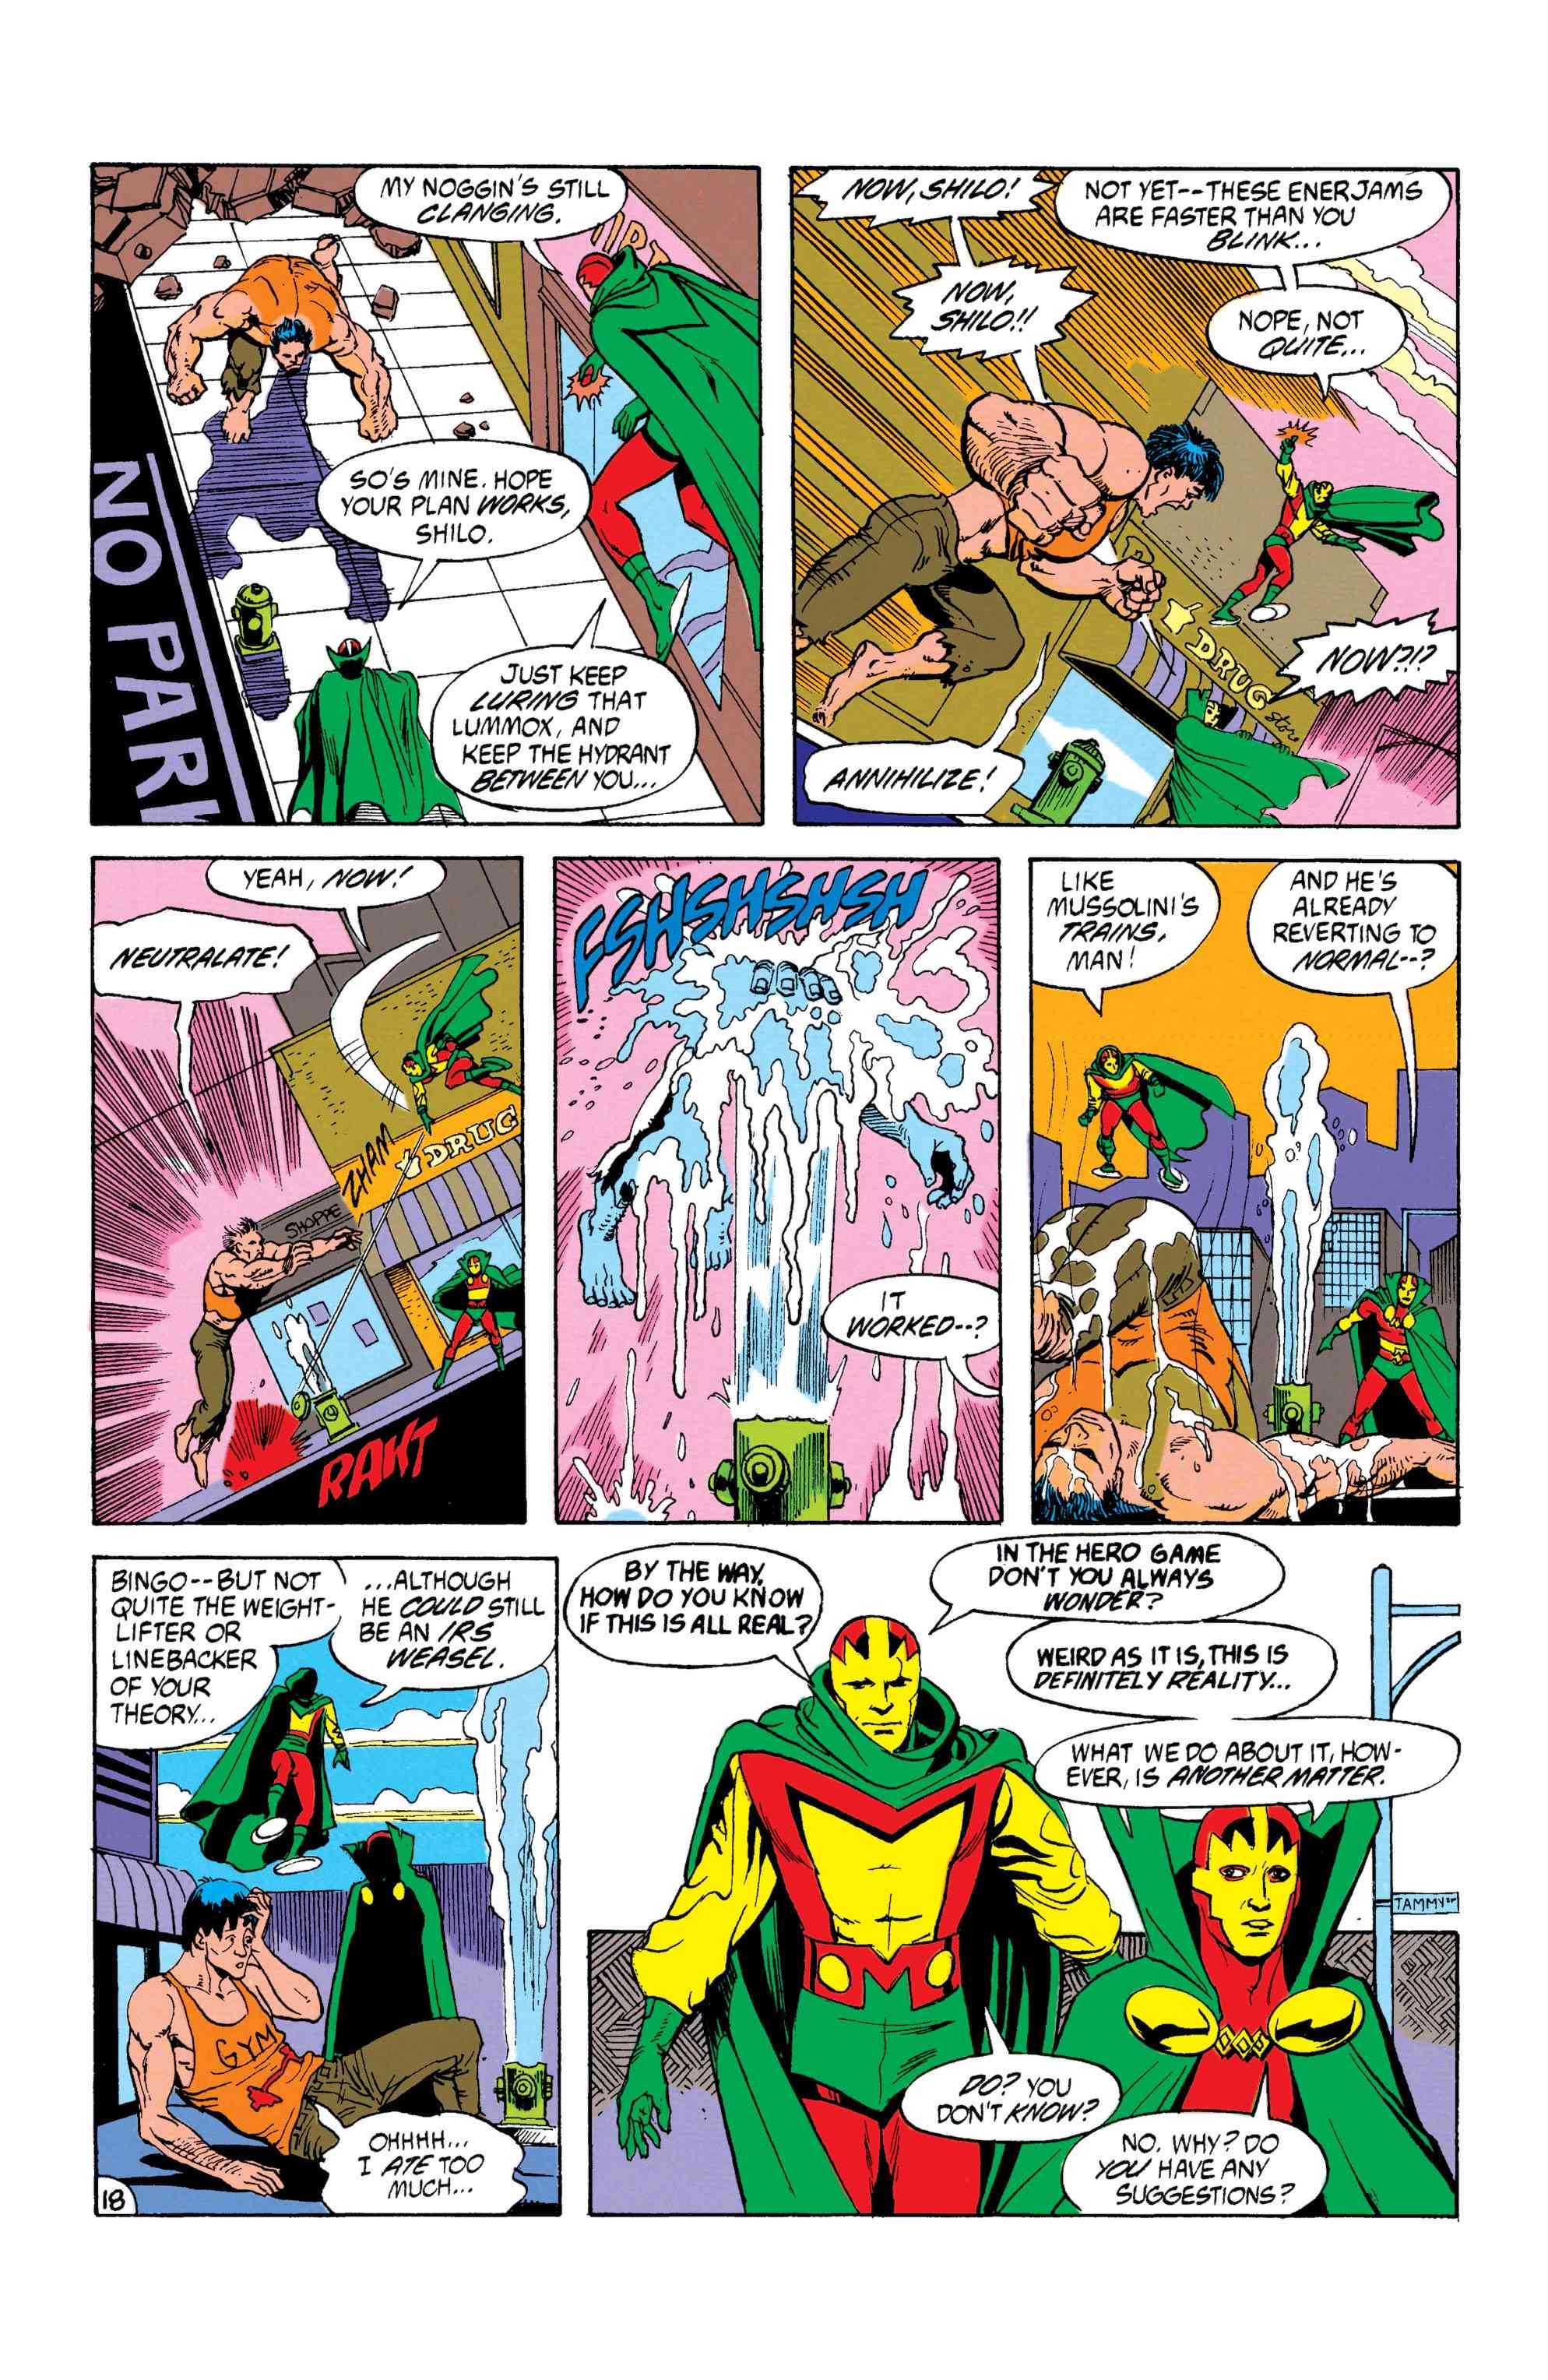 MY NOGGIN'S STILL
CLANGING.
SO'S MINE. HOPE
YOUR PLAN WORKS,
SHILO.
JUST KEEP
LURING THAT
LUMMOX, AND
KEEP THE HYDRANT
BETWEEN YOU...
NO PARK
NOW, SHILO!
NOW,
SHILO!!
NOT YET--THESE ENERJAMS
ARE FASTER THAN YOU
BLINK...
NOPE, NOT
QUITE...
NOW?!?
ANNIHILIZE!
DRUG
store
YEAH, NOW!
NEUTRALATE!
ZHAM
DRUG
SHOPPE
RAKT
FSHSHSHSHSH
IT
WORKED--?
LIKE
MUSSOLINI'S
TRAINS,
MAN!
AND HE'S
ALREADY
REVERTING TO
NORMAL--?
BINGO--BUT NOT
QUITE THE WEIGHT-
LIFTER OR
LINEBACKER
OF YOUR
THEORY...
...ALTHOUGH
HE COULD STILL
BE AN IRS
WEASEL.
GYM
OHHHH...
I ATE TOO
MUCH...
18
BY THE WAY,
HOW DO YOU KNOW
IF THIS IS ALL REAL?
IN THE HERO GAME
DON'T YOU ALWAYS
WONDER?
WEIRD AS IT IS, THIS IS
DEFINITELY REALITY...
WHAT WE DO ABOUT IT, HOW-
EVER, IS ANOTHER MATTER.
TAMMY ST
M
DO? YOU
DON'T KNOW?
NO. WHY? DO
YOU HAVE ANY
SUGGESTIONS?